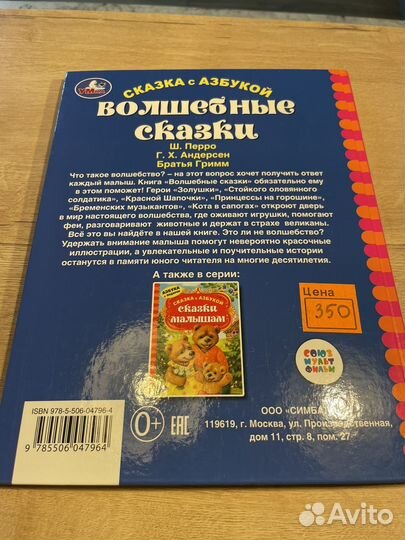 Умка
СКАЗКА с АЗБУКОЙ
ВОЛШЕБНЫЕ
СКАЗКИ
Ш. Перро
Г. Х. Андерсен
Братья Гримм
Что такое волшебство? – на этот вопрос хочет получить ответ
каждый малыш. Книга «Волшебные сказки» обязательно ему
в этом поможет! Герои «Золушки», «Стойкого оловянного
солдатика», «Красной Шапочки», «Принцессы на горошине»,
«Бременских музыкантов», «Кота в сапогах» откроют дверь
в мир настоящего волшебства, где оживают игрушки, помогают
феи, разговаривают животные и держат в страхе великаны.
Всё это вы найдёте в нашей книге. Это ли не волшебство?
Удержать внимание малыша помогут невероятно красочные
иллюстрации, а увлекательные и поучительные истории
останутся в памяти юного читателя на многие десятилетия.
А также в серии:
СКАЗКА с АЗБУКОЙ
СКАЗКИ
МАЛЫШАМ
Цена
350
СОЮЗ
МУЛЬТ
ФИЛЬМ
ISBN 978-5-506-04796-4
9 785506 047964
0+
EAC
ООО «СИМБАТ»
119619, г. Москва, ул. Производственная,
дом 11, стр. 8, пом. 27
Avito